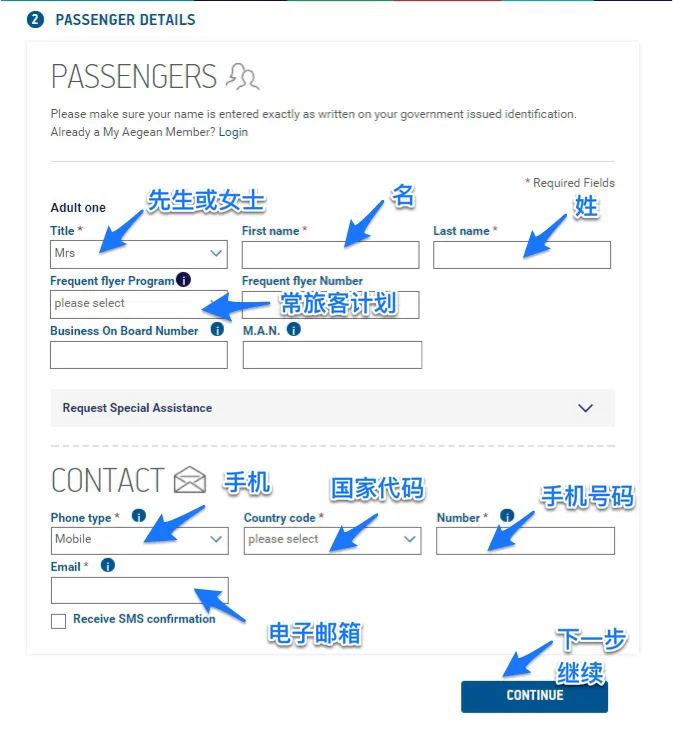 2 PASSENGER DETAILS
PASSENGERS
Please make sure your name is entered exactly as written on your government issued identification.
Already a My Aegean Member? Login
* Required Fields
先生或女士
名
姓
Adult one
Title *
First name *
Last name *
Mrs
Frequent flyer Program i
Frequent flyer Number
please select
常旅客计划
Business On Board Number i
M.A.N. i
Request Special Assistance
CONTACT
手机
国家代码
手机号码
Phone type * i
Country code *
Number * i
Mobile
please select
Email * i
电子邮箱
Receive SMS confirmation
下一步
继续
CONTINUE